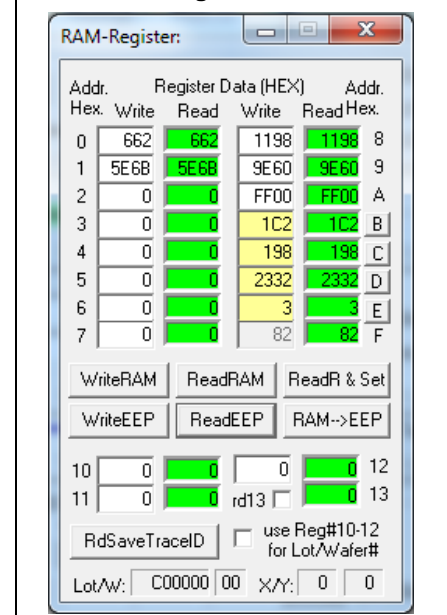 RAM-Register:
Addr. Register Data (HEX) Addr.
Hex. Write Read Write Read Hex.
0 662 662 1198 1198 8
1 5E6B 5E6B 9E60 9E60 9
2 0 0 FF00 FF00 A
3 0 0 1C2 1C2 B
4 0 0 198 198 C
5 0 0 2332 2332 D
6 0 0 3 3 E
7 0 0 82 82 F
WriteRAM ReadRAM ReadR & Set
WriteEEP ReadEEP RAM-->EEP
10 0 0 0 0 12
11 0 0 rd13 0 13
RdSaveTraceID use Reg#10-12
for Lot/Wafer#
Lot/W: C00000 00 X/Y: 0 0